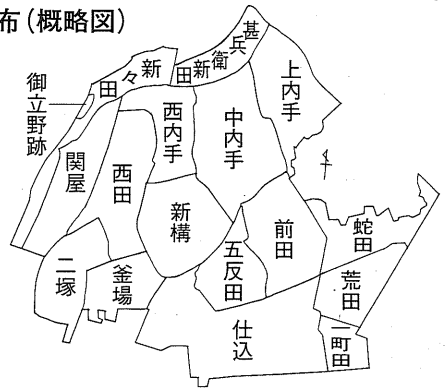 布(概略図)
甚兵衛新田
新々田
御立野跡
上内手
中内手
西内手
関屋
西田
新構
前田
五反田
蛇田
荒田
二塚
釜場
仕込
一町田